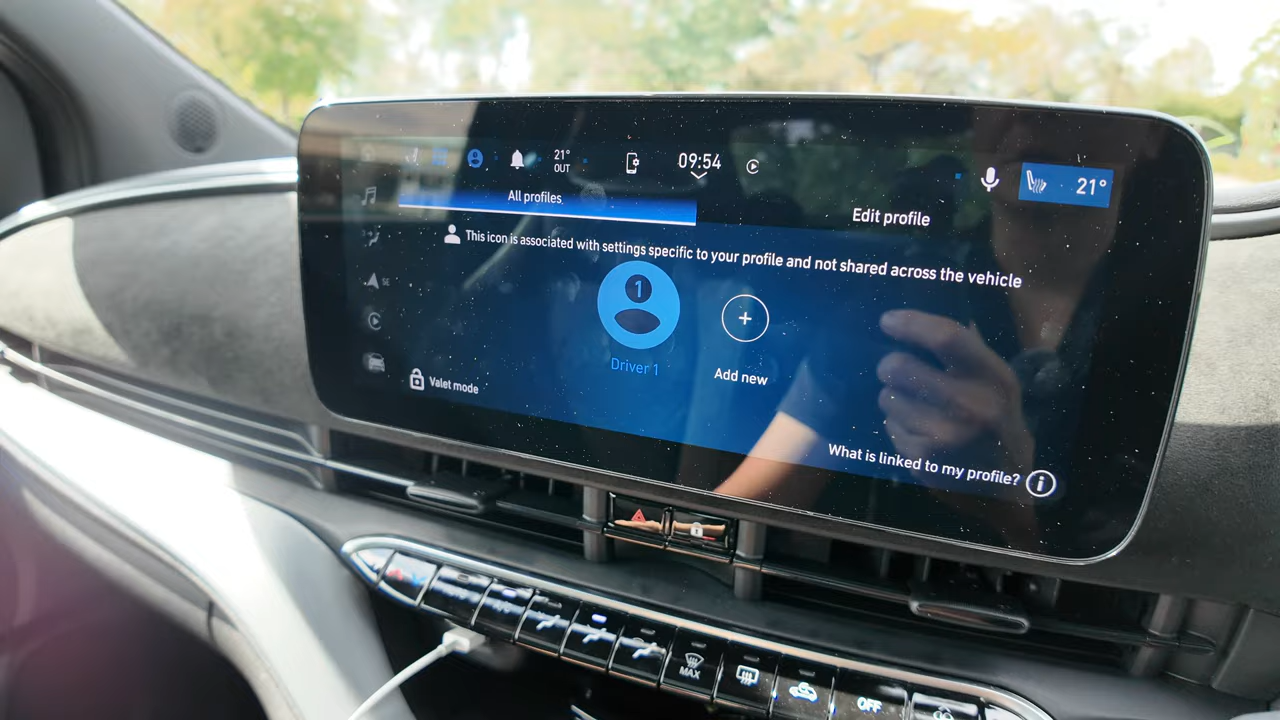 21°
OUT
09:54
21°
All profiles
Edit profile
This icon is associated with settings specific to your profile and not shared across the vehicle
1
Driver 1
Add new
Valet mode
What is linked to my profile?
MAX
OFF